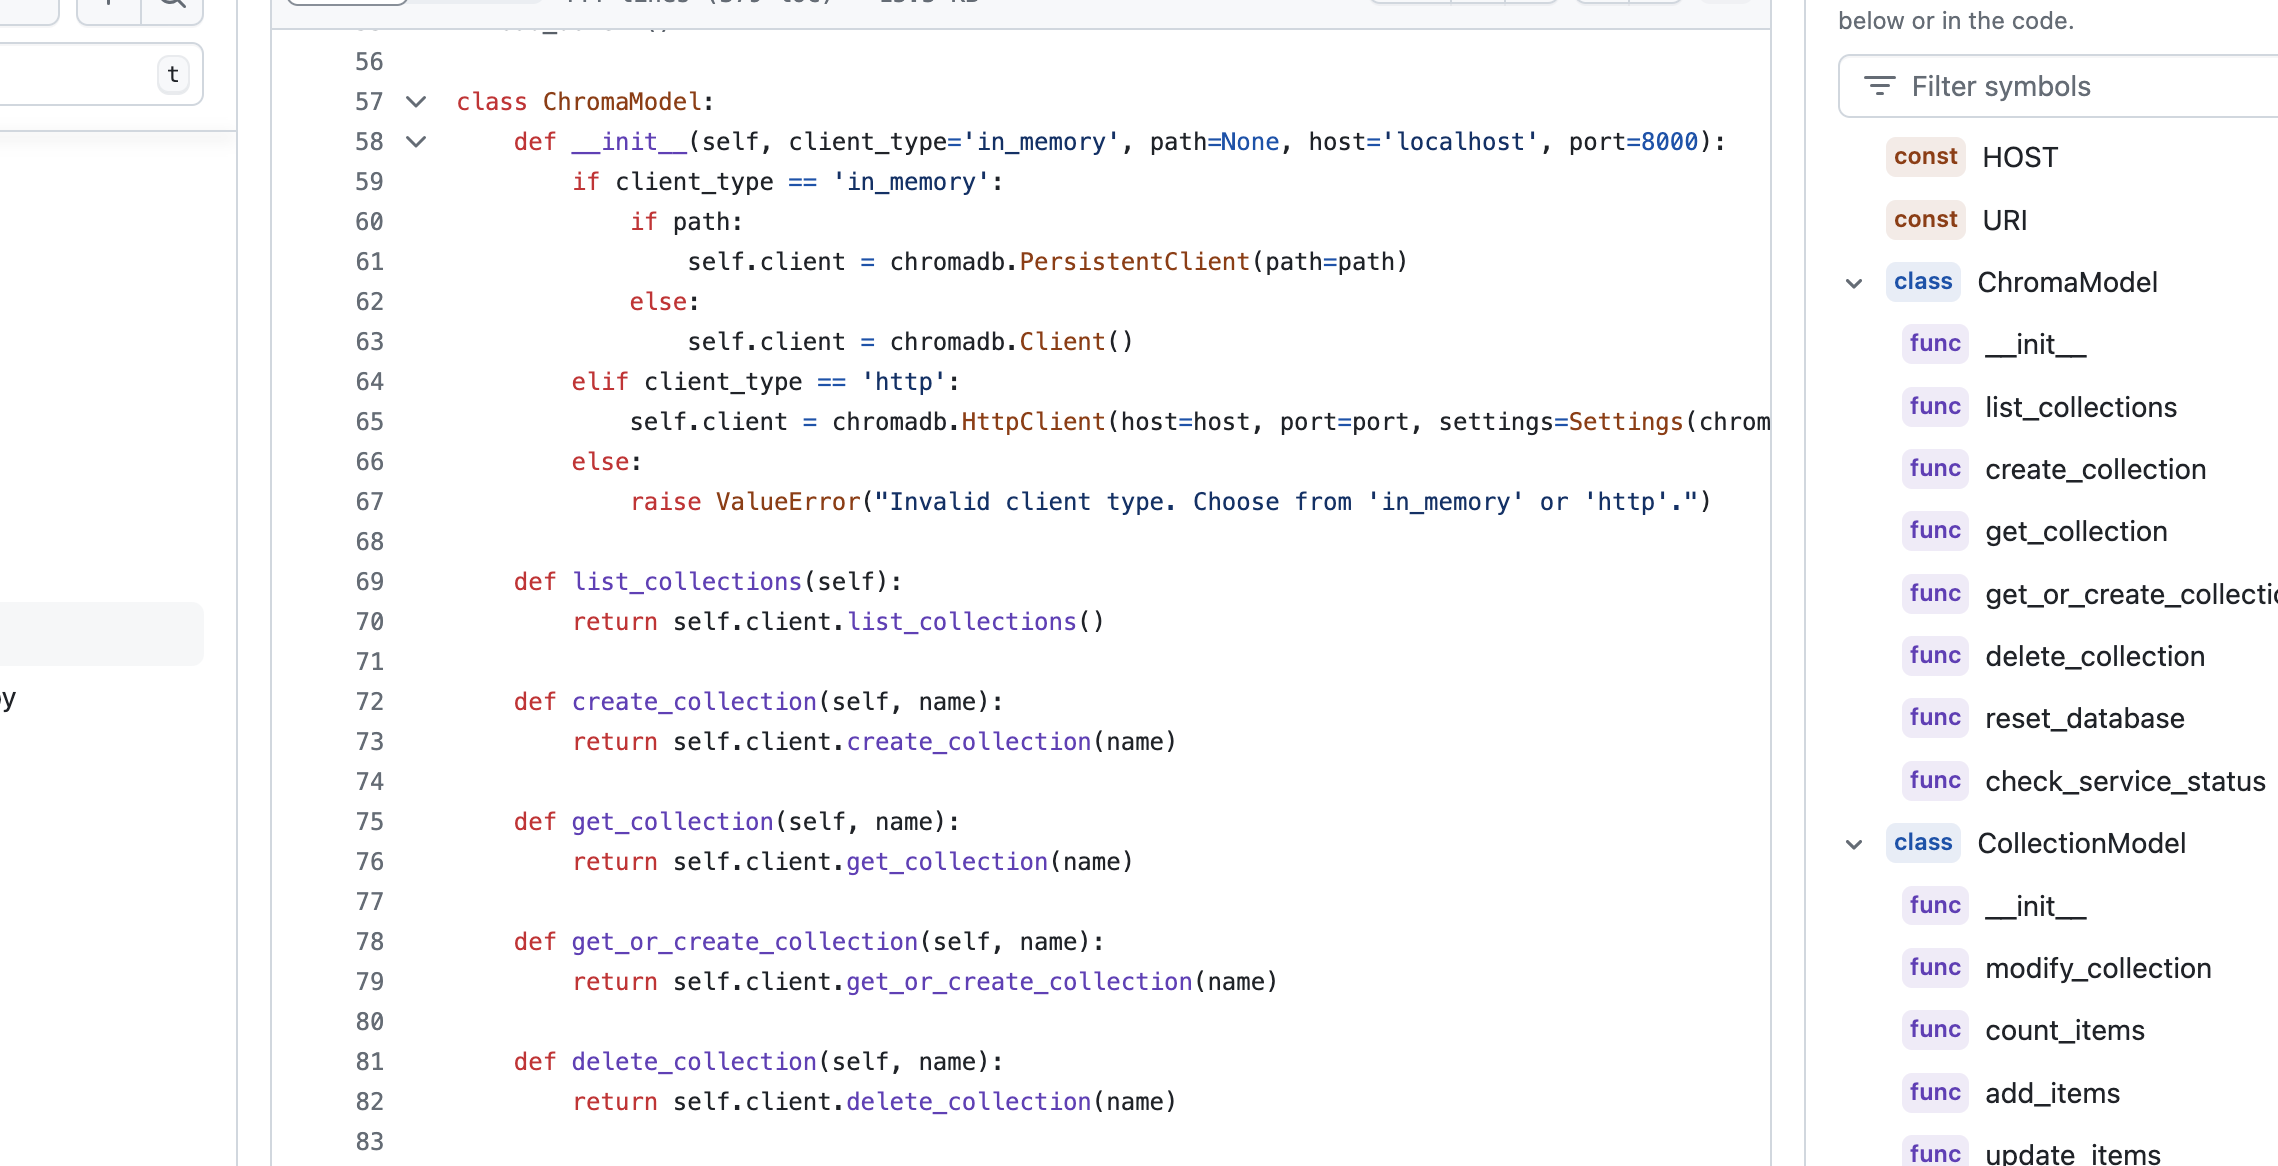 t
56
57 class ChromaModel:
58 def __init__(self, client_type='in_memory', path=None, host='localhost', port=8000):
59 if client_type == 'in_memory':
60 if path:
61 self.client = chromadb.PersistentClient(path=path)
62 else:
63 self.client = chromadb.Client()
64 elif client_type == 'http':
65 self.client = chromadb.HttpClient(host=host, port=port, settings=Settings(chrom
66 else:
67 raise ValueError("Invalid client type. Choose from 'in_memory' or 'http'.")
68
69 def list_collections(self):
70 return self.client.list_collections()
71
72 def create_collection(self, name):
73 return self.client.create_collection(name)
74
75 def get_collection(self, name):
76 return self.client.get_collection(name)
77
78 def get_or_create_collection(self, name):
79 return self.client.get_or_create_collection(name)
80
81 def delete_collection(self, name):
82 return self.client.delete_collection(name)
83
below or in the code.
Filter symbols
const HOST
const URI
class ChromaModel
func __init__
func list_collections
func create_collection
func get_collection
func get_or_create_collectio
func delete_collection
func reset_database
func check_service_status
class CollectionModel
func __init__
func modify_collection
func count_items
func add_items
func update_items